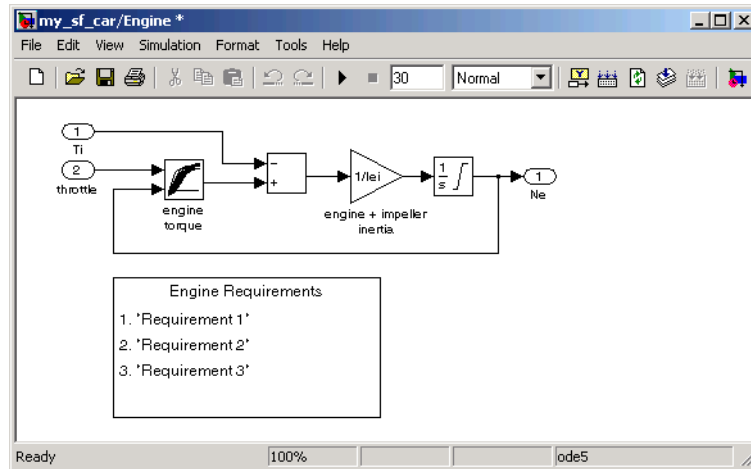 my_sf_car/Engine *
File Edit View Simulation Format Tools Help
30 Normal
1
Ti
2
throttle
engine
torque
−
+
1/Iei
engine + impeller
inertia
1
s
1
Ne
Engine Requirements
1. "Requirement 1"
2. "Requirement 2"
3. "Requirement 3"
Ready 100% ode5